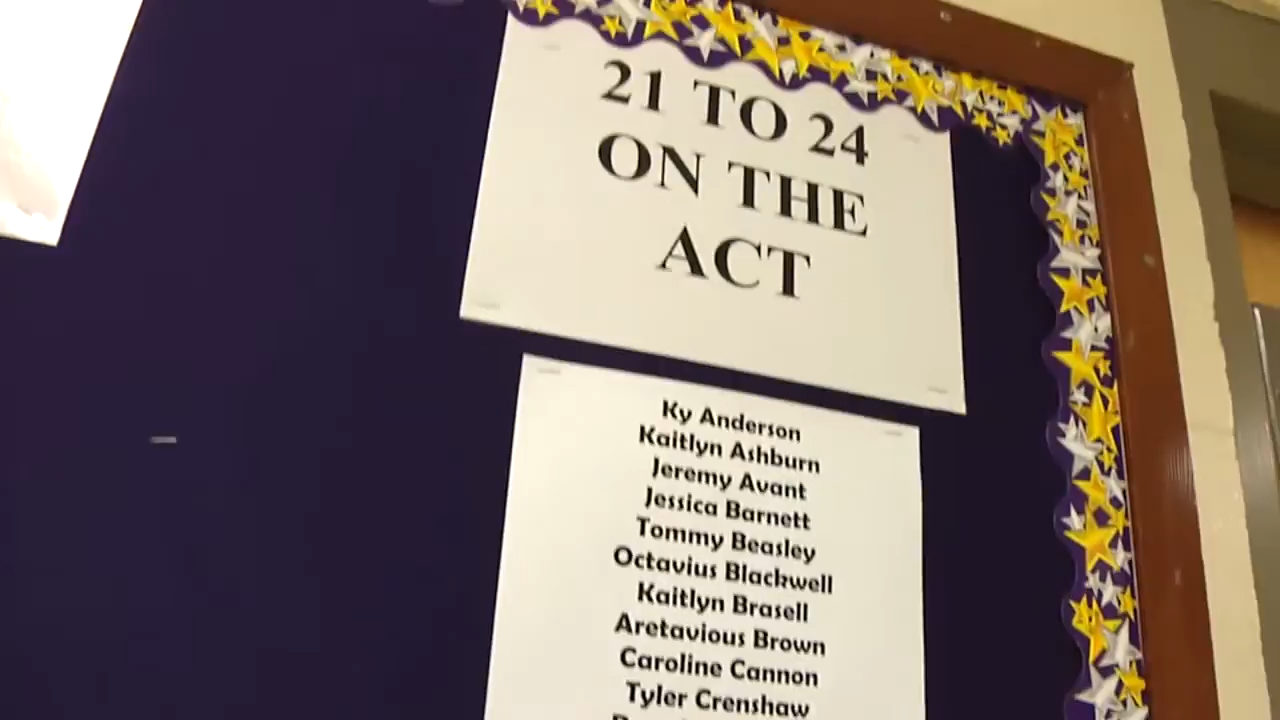 21 TO 24
ON THE
ACT
Ky Anderson
Kaitlyn Ashburn
Jeremy Avant
Jessica Barnett
Tommy Beasley
Octavius Blackwell
Kaitlyn Brasell
Aretavious Brown
Caroline Cannon
Tyler Crenshaw